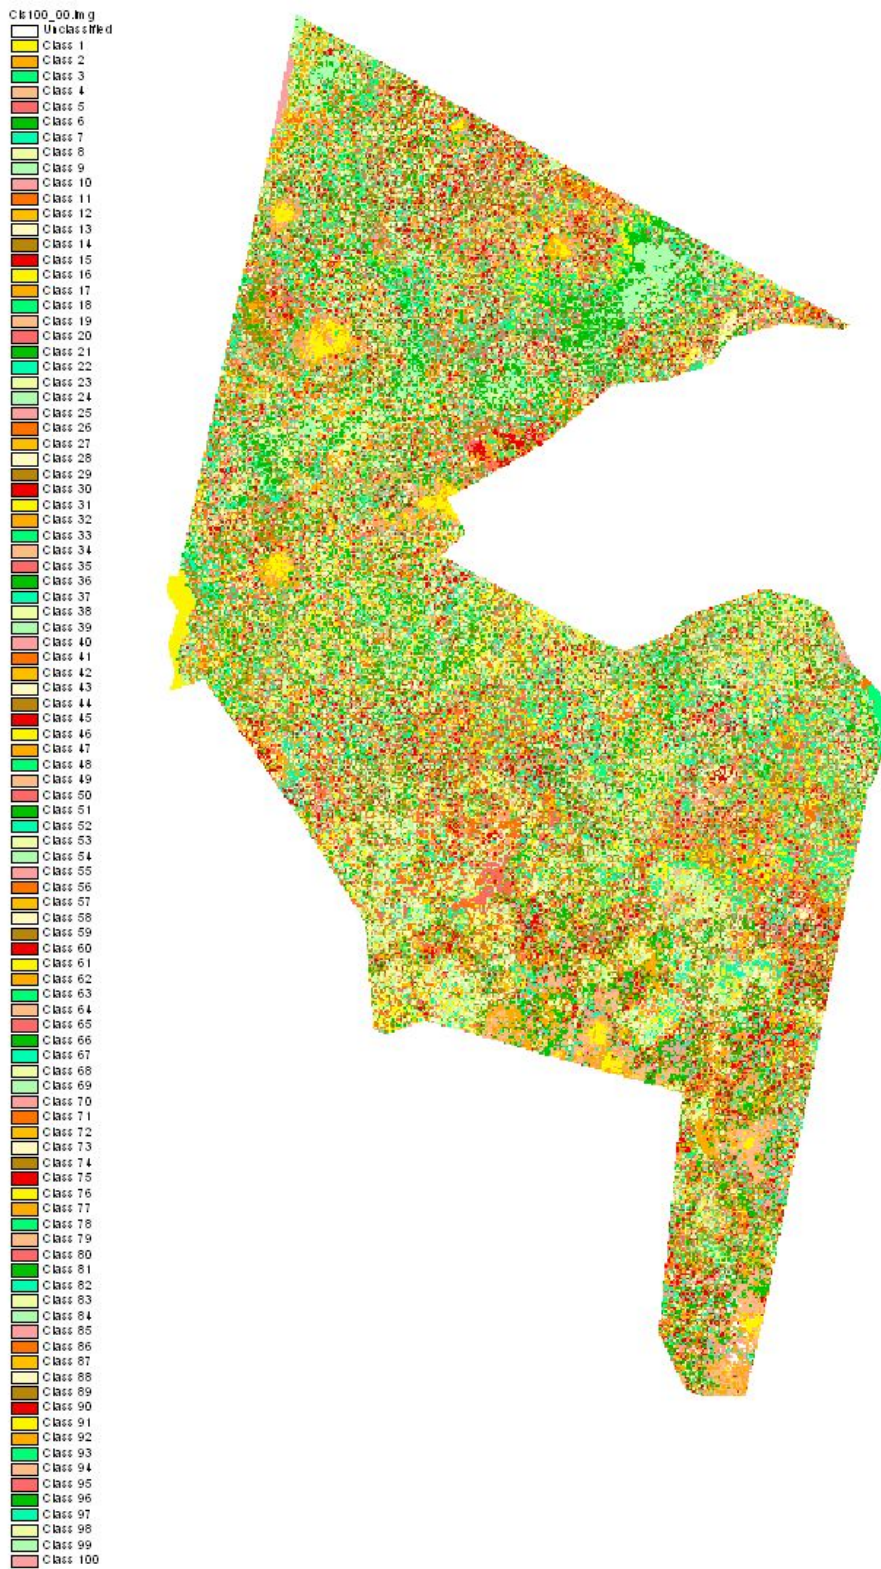 Cls100_00.img
Unclassified
Class 1
Class 2
Class 3
Class 4
Class 5
Class 6
Class 7
Class 8
Class 9
Class 10
Class 11
Class 12
Class 13
Class 14
Class 15
Class 16
Class 17
Class 18
Class 19
Class 20
Class 21
Class 22
Class 23
Class 24
Class 25
Class 26
Class 27
Class 28
Class 29
Class 30
Class 31
Class 32
Class 33
Class 34
Class 35
Class 36
Class 37
Class 38
Class 39
Class 40
Class 41
Class 42
Class 43
Class 44
Class 45
Class 46
Class 47
Class 48
Class 49
Class 50
Class 51
Class 52
Class 53
Class 54
Class 55
Class 56
Class 57
Class 58
Class 59
Class 60
Class 61
Class 62
Class 63
Class 64
Class 65
Class 66
Class 67
Class 68
Class 69
Class 70
Class 71
Class 72
Class 73
Class 74
Class 75
Class 76
Class 77
Class 78
Class 79
Class 80
Class 81
Class 82
Class 83
Class 84
Class 85
Class 86
Class 87
Class 88
Class 89
Class 90
Class 91
Class 92
Class 93
Class 94
Class 95
Class 96
Class 97
Class 98
Class 99
Class 100